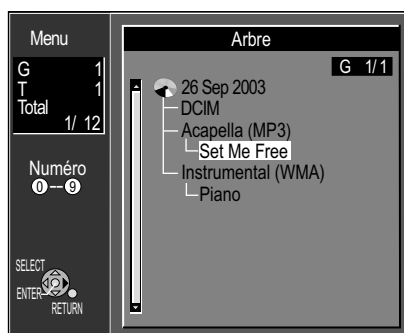 Menu
G 1
T 1
Total
1/ 12
Numéro
0--9
SELECT
ENTER
RETURN
Arbre
G 1/1
26 Sep 2003
DCIM
Acapella (MP3)
Set Me Free
Instrumental (WMA)
Piano